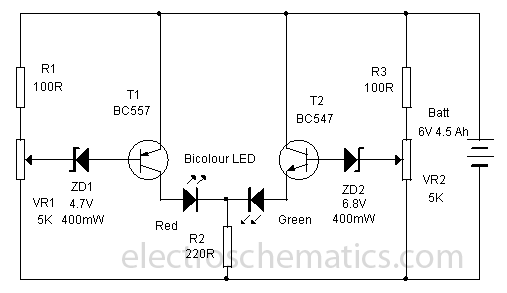 R1
100R
T1
BC557
T2
BC547
R3
100R
Batt
6V 4.5 Ah
Bicolour LED
VR1
5K
ZD1
4.7V
400mW
Red
Green
ZD2
6.8V
400mW
VR2
5K
R2
220R
electroschematics.com